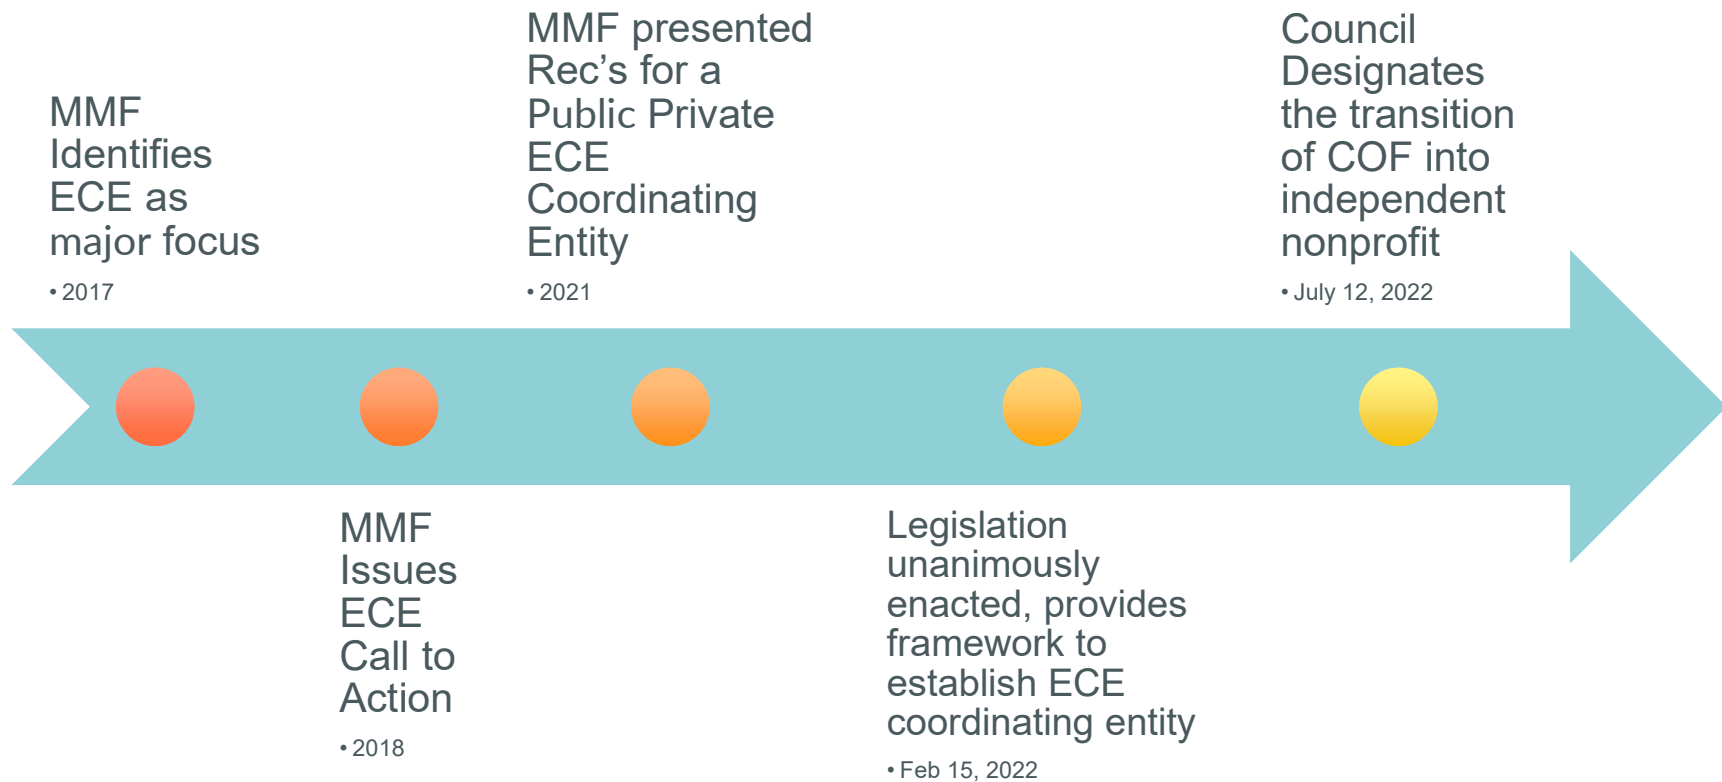 MMF
Identifies
ECE as
major focus
• 2017
MMF
Issues
ECE
Call to
Action
• 2018
MMF presented
Rec’s for a
Public Private
ECE
Coordinating
Entity
• 2021
Legislation
unanimously
enacted, provides
framework to
establish ECE
coordinating entity
• Feb 15, 2022
Council
Designates
the transition
of COF into
independent
nonprofit
• July 12, 2022